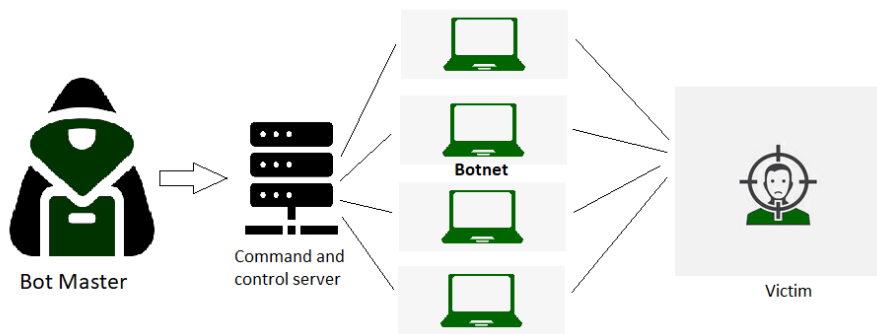 Bot Master
Command and
control server
Botnet
Victim